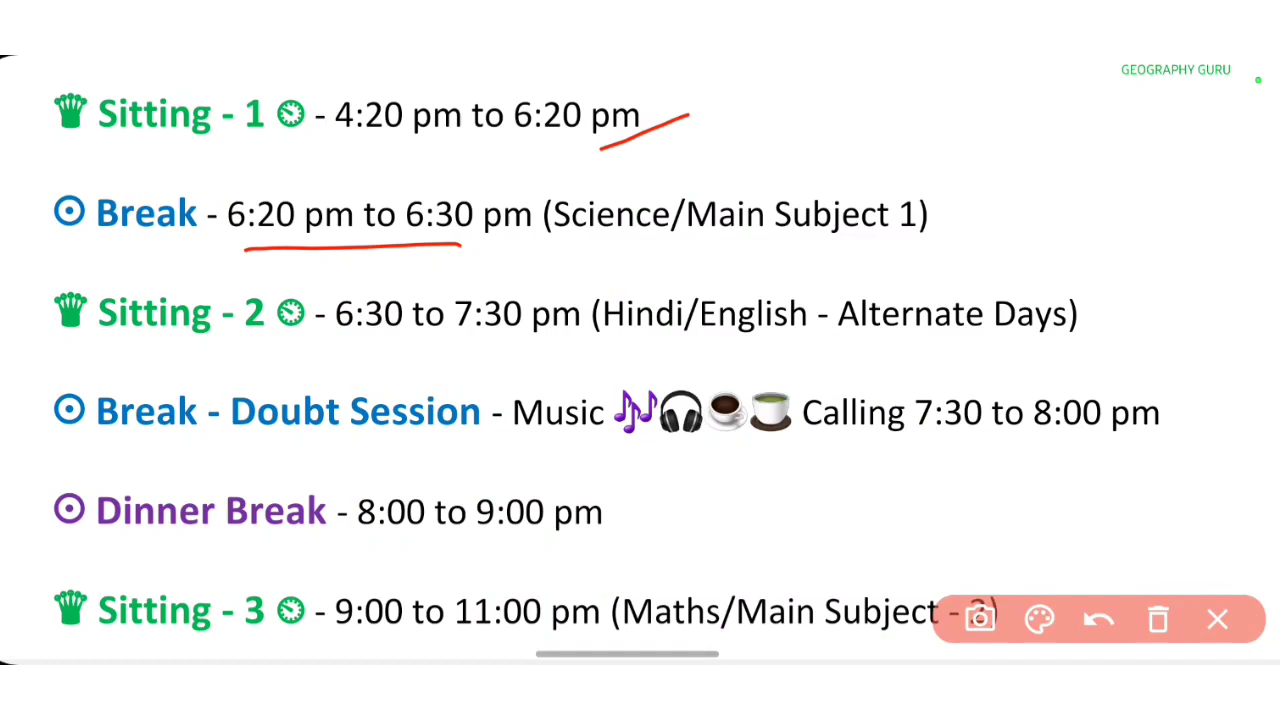 GEOGRAPHY GURU
Sitting - 1 - 4:20 pm to 6:20 pm
Break - 6:20 pm to 6:30 pm (Science/Main Subject 1)
Sitting - 2 - 6:30 to 7:30 pm (Hindi/English - Alternate Days)
Break - Doubt Session - Music 🎶🎧☕🍵 Calling 7:30 to 8:00 pm
Dinner Break - 8:00 to 9:00 pm
Sitting - 3 - 9:00 to 11:00 pm (Maths/Main Subject - 2)